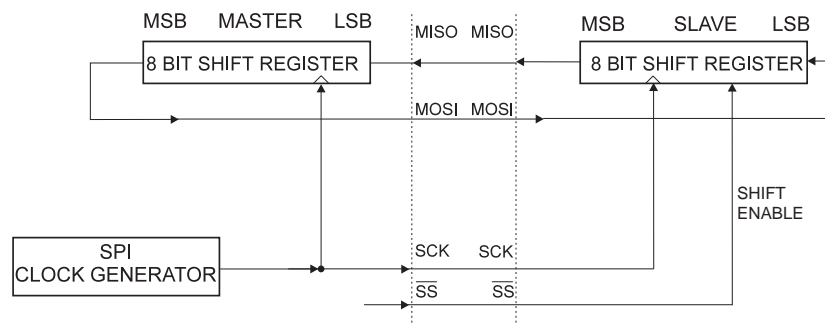 MSB MASTER LSB
8 BIT SHIFT REGISTER
MISO MISO
MSB SLAVE LSB
8 BIT SHIFT REGISTER
MOSI MOSI
SHIFT
ENABLE
SPI
CLOCK GENERATOR
SCK SCK
SS SS